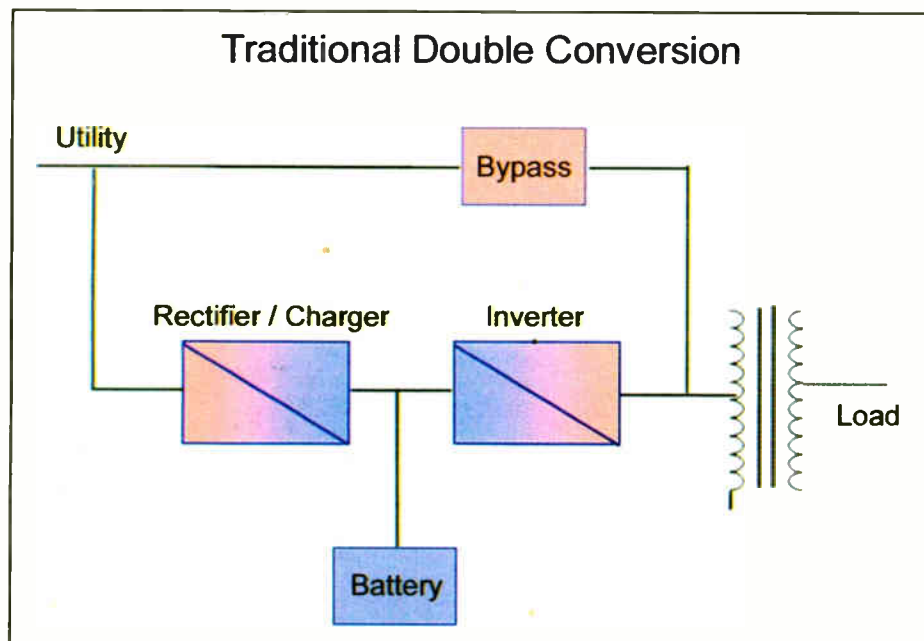 Traditional Double Conversion
Utility
Bypass
Rectifier / Charger
Inverter
Load
Battery